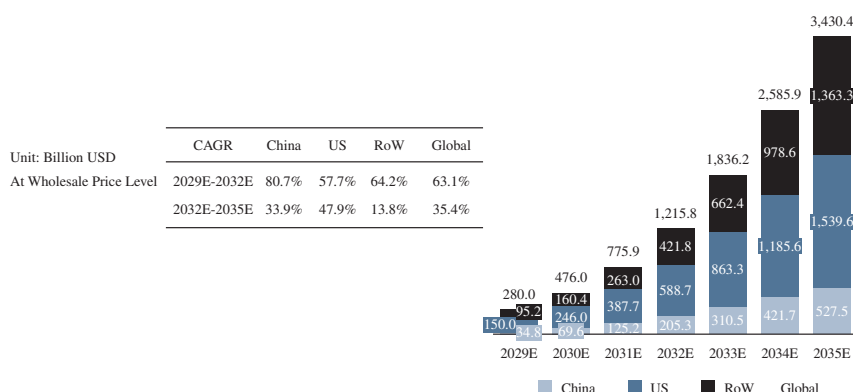 Unit: Billion USD
At Wholesale Price Level
CAGR China US RoW Global
2029E-2032E 80.7% 57.7% 64.2% 63.1%
2032E-2035E 33.9% 47.9% 13.8% 35.4%
280.0 476.0 775.9 1,215.8 1,836.2 2,585.9 3,430.4
95.2 160.4 263.0 421.8 662.4 978.6 1,363.3
150.0 246.0 387.7 588.7 863.3 1,185.6 1,539.6
34.8 69.6 125.2 205.3 310.5 421.7 527.5
2029E 2030E 2031E 2032E 2033E 2034E 2035E
China US RoW Global